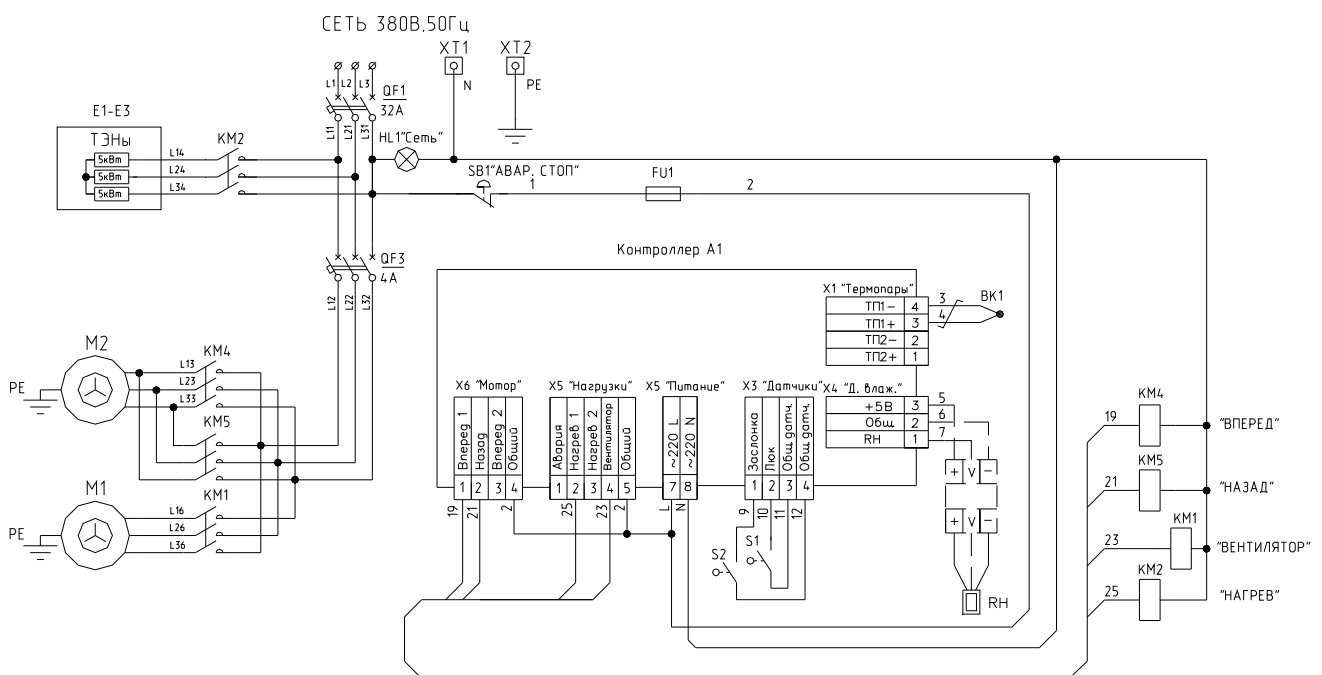 СЕТЬ 380В,50Гц
XT1
XT2
N
PE
L1
L2
L3
QF1
32А
L11
L21
L31
HL1"Сеть"
E1-E3
ТЭНы
5кВт
5кВт
5кВт
L14
L24
L34
KM2
SB1"АВАР. СТОП"
1
FU1
2
QF3
4А
L12
L22
L32
Контроллер А1
X1 "Термопары"
ТП1- 4
ТП1+ 3
ТП2- 2
ТП2+ 1
3
4
BK1
M2
PE
L13
L23
L33
KM4
KM5
M1
PE
L16
L26
L36
KM1
X6 "Мотор"
Вперед 1
Назад
Вперед 2
Общий
1 2 3 4
19
21
2
X5 "Нагрузки"
Авария
Нагрев 1
Нагрев 2
Вентилятор
Общий
1 2 3 4 5
25
23
2
X5 "Питание"
~220 L
~220 N
7 8
L
N
X3 "Датчики"
Заслонка
Люк
Общ. датч.
Общ. датч.
1 2 3 4
9
10
11
12
S2
S1
X4 "Д. влаж."
+5В 3
Общ 2
RH 1
5
6
7
+ V -
+ V -
RH
19
KM4
"ВПЕРЕД"
21
KM5
"НАЗАД"
23
KM1
"ВЕНТИЛЯТОР"
25
KM2
"НАГРЕВ"